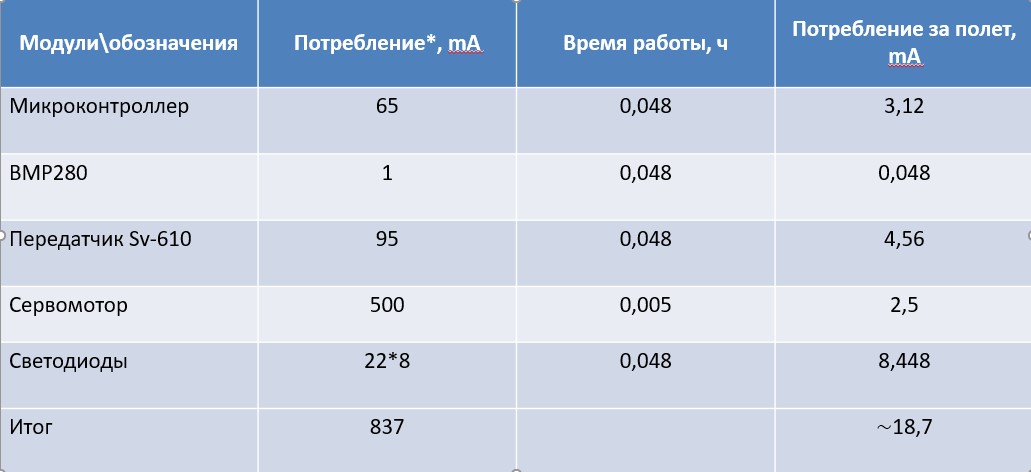 Модули\обозначения
Потребление*, mA
Время работы, ч
Потребление за полет,
mA
Микроконтроллер
65
0,048
3,12
BMP280
1
0,048
0,048
Передатчик Sv-610
95
0,048
4,56
Сервомотор
500
0,005
2,5
Светодиоды
22*8
0,048
8,448
Итог
837
~18,7